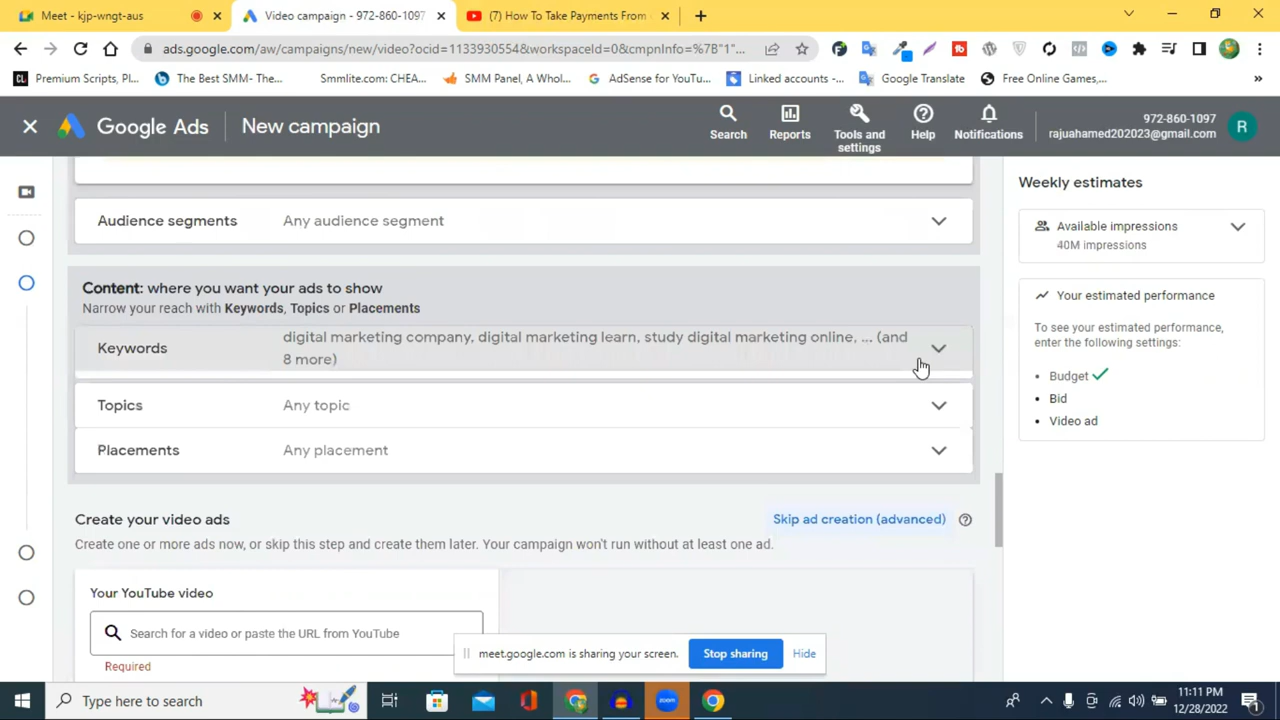 Meet - kjp-wngt-aus
Video campaign - 972-860-1097
(7) How To Take Payments From
ads.google.com/aw/campaigns/new/video?ocid=1133930554&workspaceId=0&cmpnInfo=%7B"1"...
Premium Scripts, Pl...
The Best SMM- The...
Smmlite.com: CHEA...
SMM Panel, A Whol...
AdSense for YouTu...
Linked accounts -...
Google Translate
Free Online Games,...
Google Ads
New campaign
Search
Reports
Tools and
settings
Help
Notifications
972-860-1097
rajuahamed202023@gmail.com
R
Audience segments
Any audience segment
Content: where you want your ads to show
Narrow your reach with Keywords, Topics or Placements
Keywords
digital marketing company, digital marketing learn, study digital marketing online, ... (and
8 more)
Topics
Any topic
Placements
Any placement
Create your video ads
Skip ad creation (advanced)
Create one or more ads now, or skip this step and create them later. Your campaign won't run without at least one ad.
Your YouTube video
Search for a video or paste the URL from YouTube
Required
Weekly estimates
Available impressions
40M impressions
Your estimated performance
To see your estimated performance,
enter the following settings:
Budget
Bid
Video ad
meet.google.com is sharing your screen.
Stop sharing
Hide
Type here to search
zoom
11:11 PM
12/28/2022
1